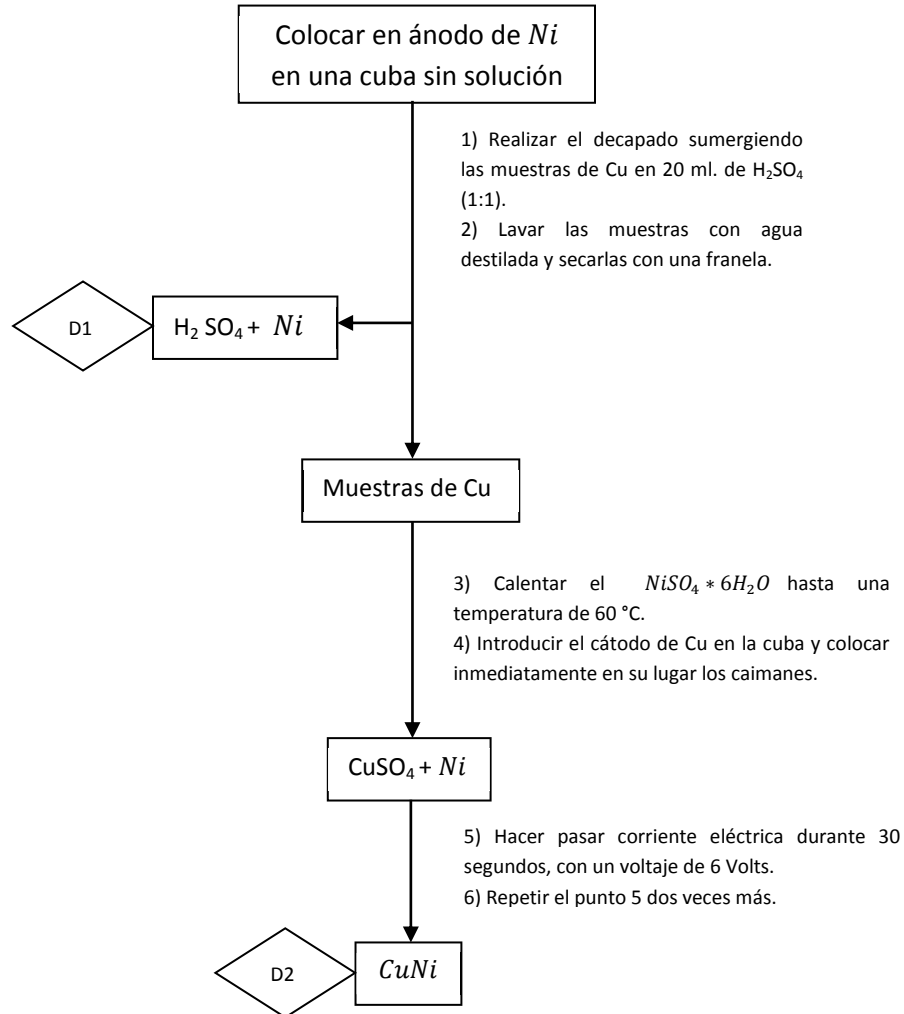 Colocar en ánodo de Ni
en una cuba sin solución
1) Realizar el decapado sumergiendo
las muestras de Cu en 20 ml. de H₂SO₄
(1:1).
2) Lavar las muestras con agua
destilada y secarlas con una franela.
D1
H₂ SO₄ + Ni
Muestras de Cu
3) Calentar el NiSO₄ * 6H₂O hasta una
temperatura de 60 °C.
4) Introducir el cátodo de Cu en la cuba y colocar
inmediatamente en su lugar los caimanes.
CuSO₄ + Ni
5) Hacer pasar corriente eléctrica durante 30
segundos, con un voltaje de 6 Volts.
6) Repetir el punto 5 dos veces más.
D2
CuNi